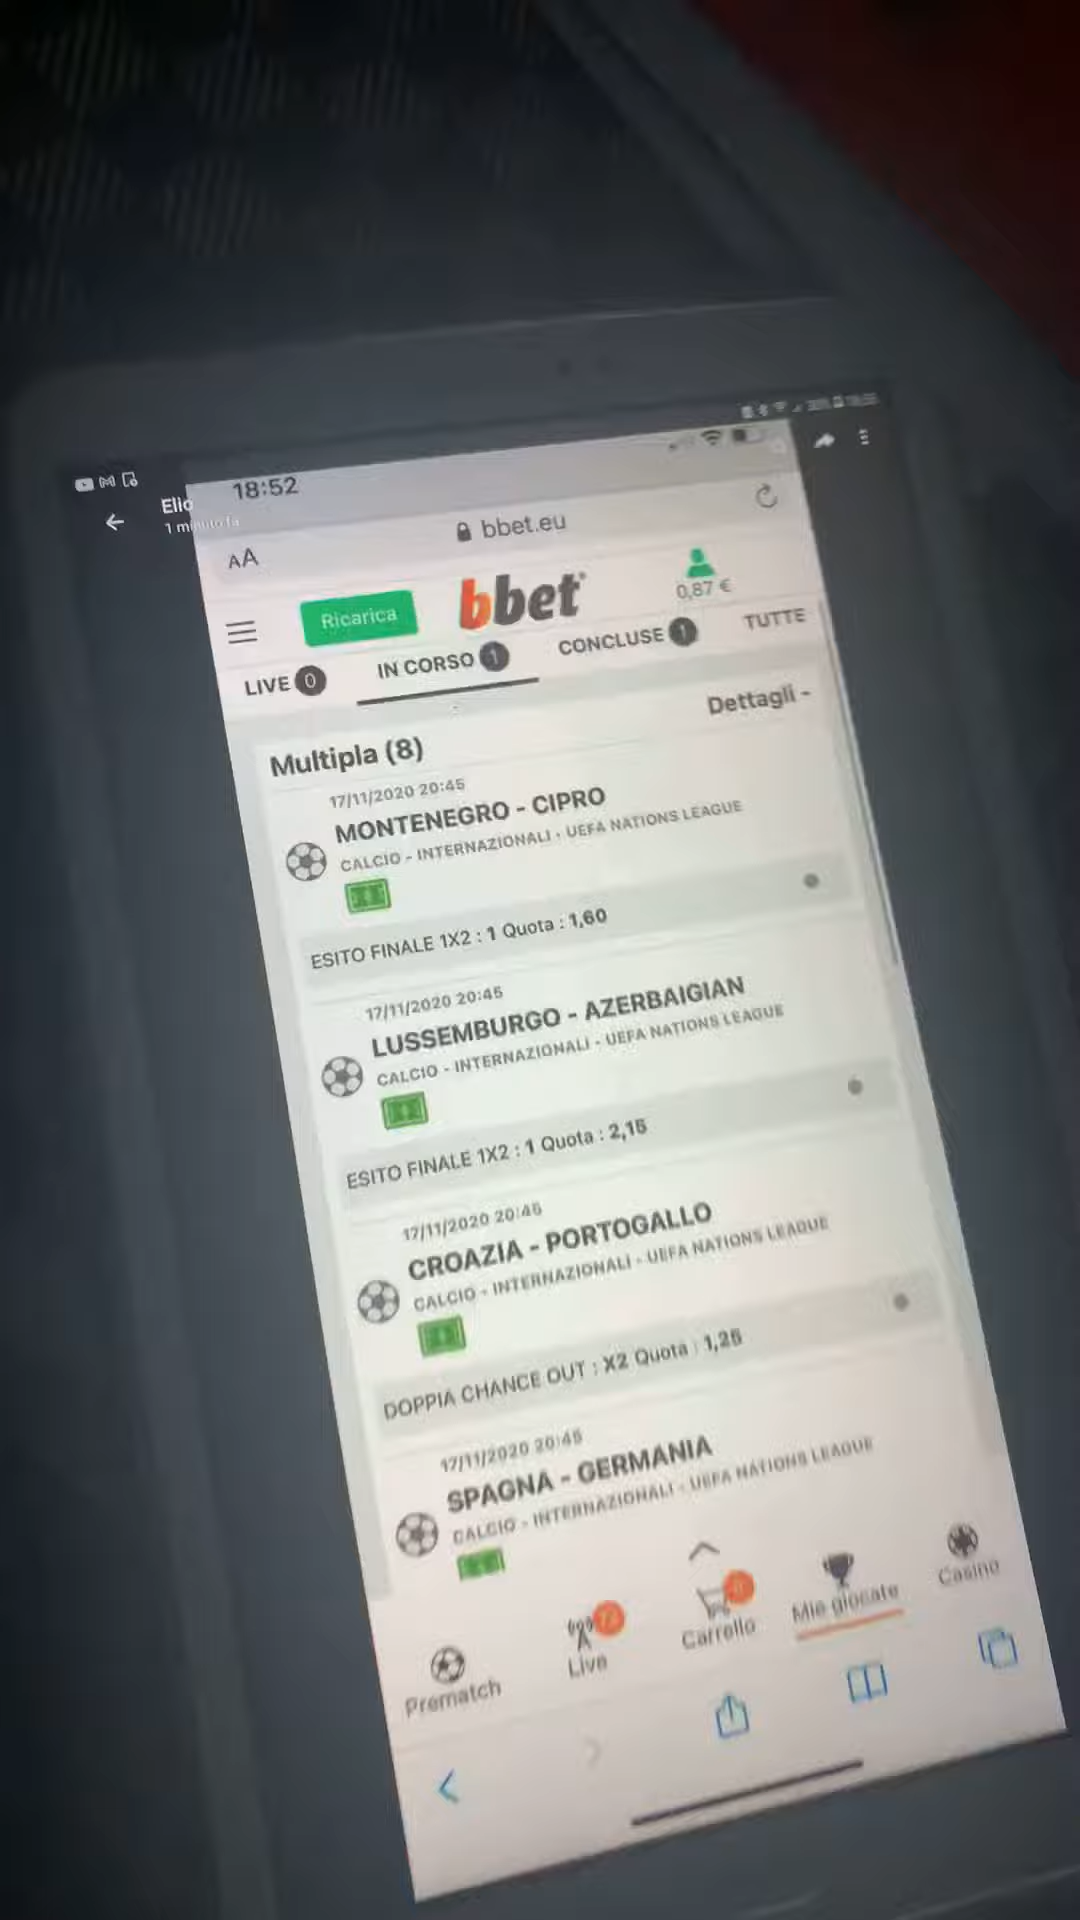 Elio
18:52
AA
bbet.eu
Ricarica
bbet
0,87 €
LIVE 0
IN CORSO 1
CONCLUSE 1
TUTTE
Multipla (8)
Dettagli -
17/11/2020 20:45
MONTENEGRO - CIPRO
CALCIO - INTERNAZIONALI - UEFA NATIONS LEAGUE
ESITO FINALE 1X2 : 1 Quota : 1,60
17/11/2020 20:45
LUSSEMBURGO - AZERBAIGIAN
CALCIO - INTERNAZIONALI - UEFA NATIONS LEAGUE
ESITO FINALE 1X2 : 1 Quota : 2,15
17/11/2020 20:45
CROAZIA - PORTOGALLO
CALCIO - INTERNAZIONALI - UEFA NATIONS LEAGUE
DOPPIA CHANCE OUT : X2 Quota : 1,25
17/11/2020 20:45
SPAGNA - GERMANIA
CALCIO - INTERNAZIONALI - UEFA NATIONS LEAGUE
Prematch
Live
Carrello
Mie giocate
Casino